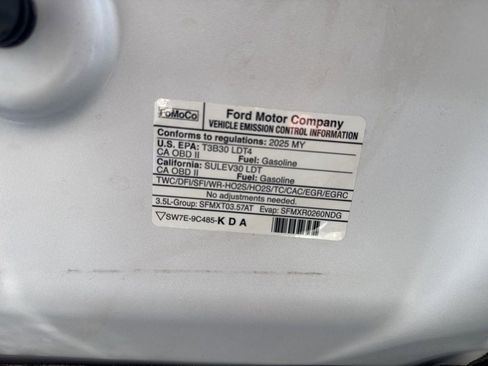 FoMoCo
Ford Motor Company
VEHICLE EMISSION CONTROL INFORMATION
Conforms to regulations: 2025 MY
U.S. EPA: T3B30 LDT4
CA OBD II Fuel: Gasoline
California: SULEV30 LDT
CA OBD II Fuel: Gasoline
TWC/DFI/SFI/WR-HO2S/HO2S/TC/CAC/EGR/EGRC
No adjustments needed.
3.5L-Group: SFMXT03.57AT Evap: SFMXR0260NDG
SW7E-9C485-KDA